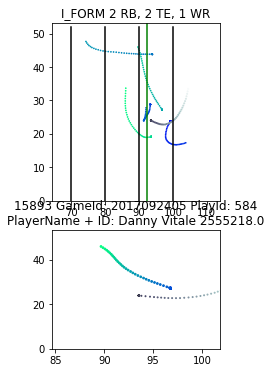 I_FORM 2 RB, 2 TE, 1 WR
50
40
30
20
10
0
70 80 90 100 110
15893 GameId: 2017092405 PlayId: 584
PlayerName + ID: Danny Vitale 2555218.0
40
20
0
85 90 95 100